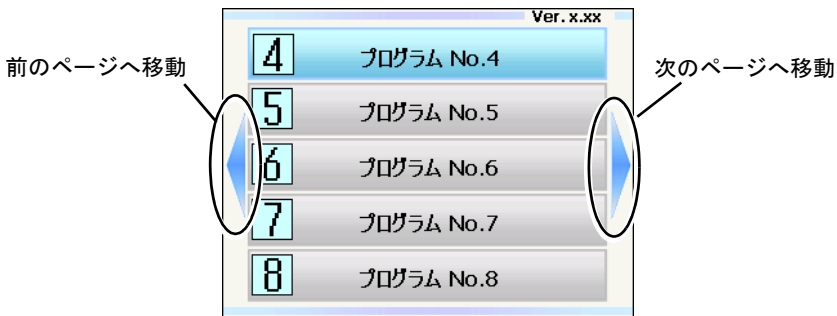 Ver. x.xx
前のページへ移動
次のページへ移動
4 プログラム No.4
5 プログラム No.5
6 プログラム No.6
7 プログラム No.7
8 プログラム No.8